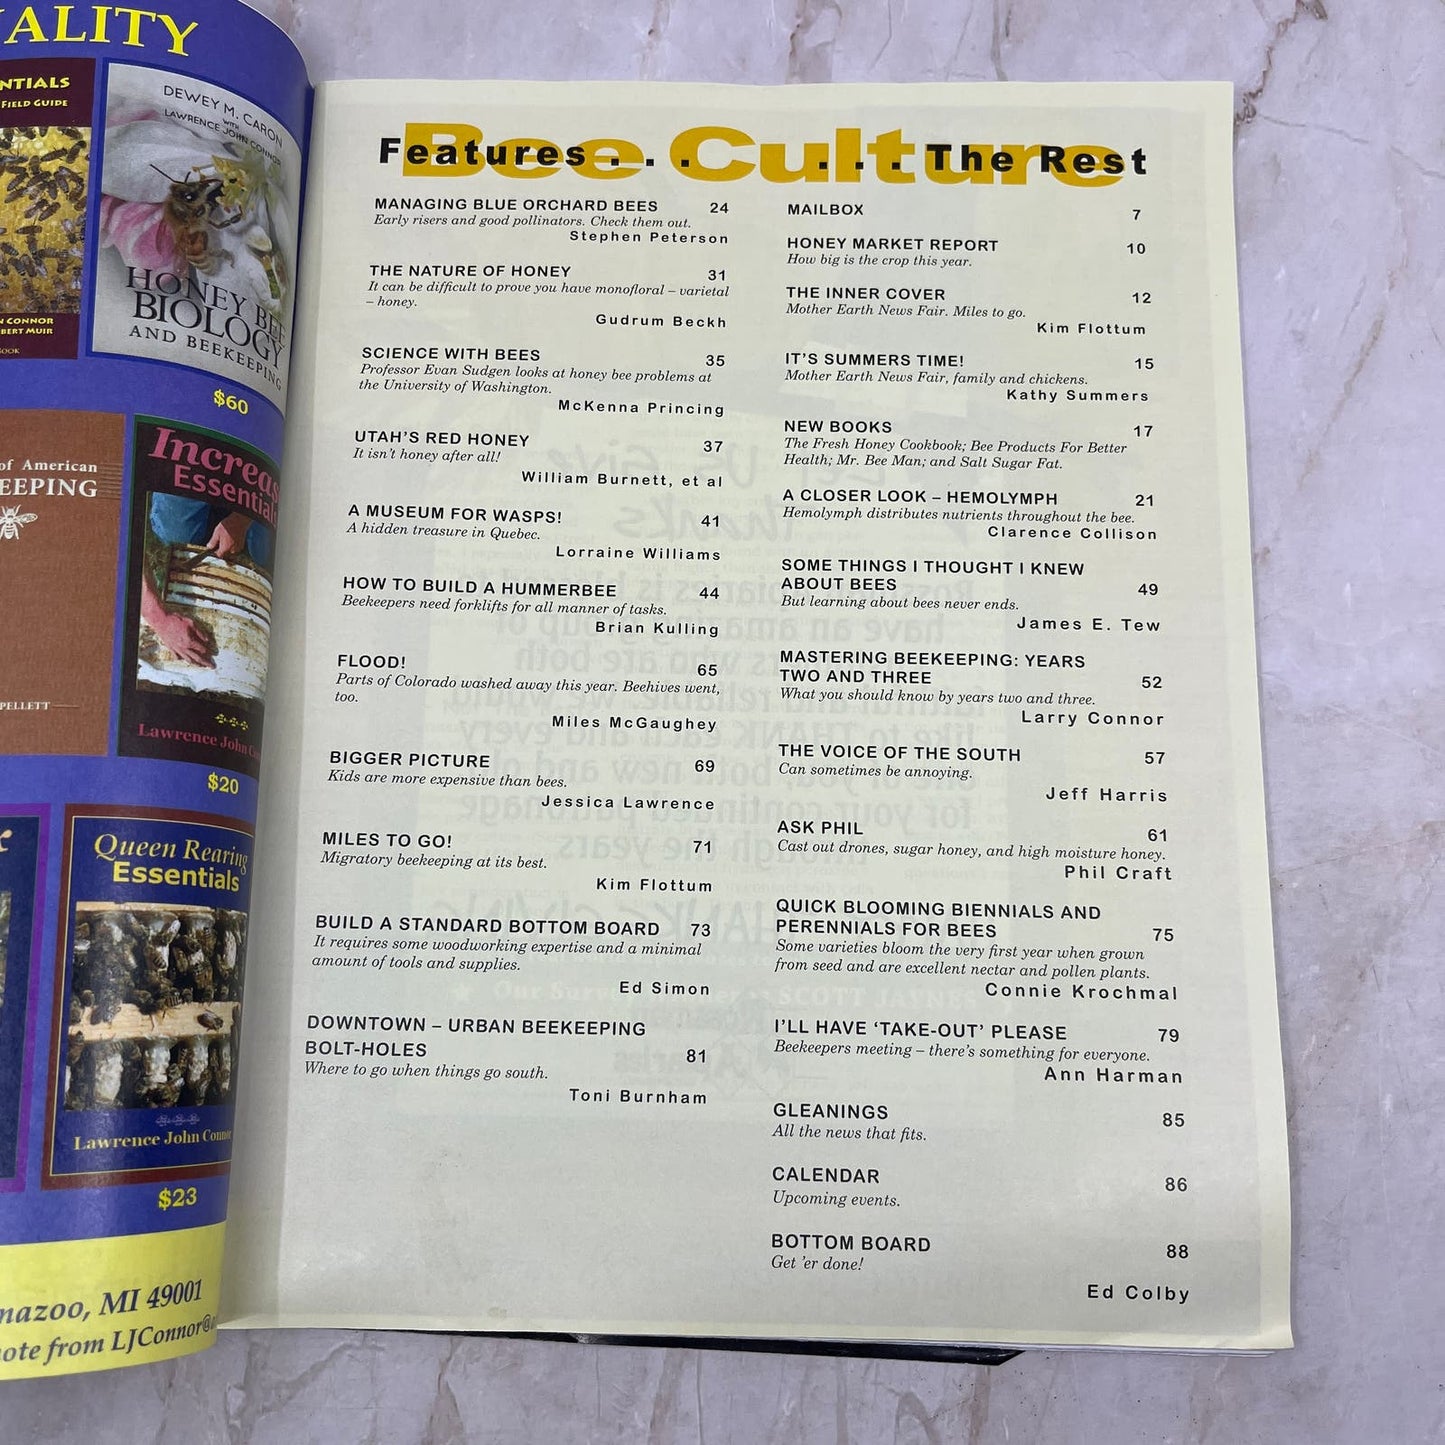 ALITY
NTIALS
FIELD GUIDE
DEWEY M. CARON
WITH
LAWRENCE JOHN CONNOR
HONEY BEE
BIOLOGY
AND BEEKEEPING
N CONNOR
BERT MUIR
OOK
$60
of American
EEPING
PELLETT
Increas
Essential
Lawrence John Co
$20
Queen Rearing
Essentials
Lawrence John Conno
$23
nazoo, MI 49001
ote from LJConnor@
Bee Culture
Features . . .
. . . The Rest
MANAGING BLUE ORCHARD BEES 24
Early risers and good pollinators. Check them out.
Stephen Peterson
THE NATURE OF HONEY 31
It can be difficult to prove you have monofloral – varietal
– honey.
Gudrum Beckh
SCIENCE WITH BEES 35
Professor Evan Sudgen looks at honey bee problems at
the University of Washington.
McKenna Princing
UTAH'S RED HONEY 37
It isn't honey after all!
William Burnett, et al
A MUSEUM FOR WASPS! 41
A hidden treasure in Quebec.
Lorraine Williams
HOW TO BUILD A HUMMERBEE 44
Beekeepers need forklifts for all manner of tasks.
Brian Kulling
FLOOD! 65
Parts of Colorado washed away this year. Beehives went,
too.
Miles McGaughey
BIGGER PICTURE 69
Kids are more expensive than bees.
Jessica Lawrence
MILES TO GO! 71
Migratory beekeeping at its best.
Kim Flottum
BUILD A STANDARD BOTTOM BOARD 73
It requires some woodworking expertise and a minimal
amount of tools and supplies.
Ed Simon
DOWNTOWN – URBAN BEEKEEPING
BOLT-HOLES 81
Where to go when things go south.
Toni Burnham
MAILBOX 7
HONEY MARKET REPORT 10
How big is the crop this year.
THE INNER COVER 12
Mother Earth News Fair. Miles to go.
Kim Flottum
IT'S SUMMERS TIME! 15
Mother Earth News Fair, family and chickens.
Kathy Summers
NEW BOOKS 17
The Fresh Honey Cookbook; Bee Products For Better
Health; Mr. Bee Man; and Salt Sugar Fat.
A CLOSER LOOK – HEMOLYMPH 21
Hemolymph distributes nutrients throughout the bee.
Clarence Collison
SOME THINGS I THOUGHT I KNEW
ABOUT BEES 49
But learning about bees never ends.
James E. Tew
MASTERING BEEKEEPING: YEARS
TWO AND THREE 52
What you should know by years two and three.
Larry Connor
THE VOICE OF THE SOUTH 57
Can sometimes be annoying.
Jeff Harris
ASK PHIL 61
Cast out drones, sugar honey, and high moisture honey.
Phil Craft
QUICK BLOOMING BIENNIALS AND
PERENNIALS FOR BEES 75
Some varieties bloom the very first year when grown
from seed and are excellent nectar and pollen plants.
Connie Krochmal
I'LL HAVE 'TAKE-OUT' PLEASE 79
Beekeepers meeting – there's something for everyone.
Ann Harman
GLEANINGS 85
All the news that fits.
CALENDAR 86
Upcoming events.
BOTTOM BOARD 88
Get 'er done!
Ed Colby